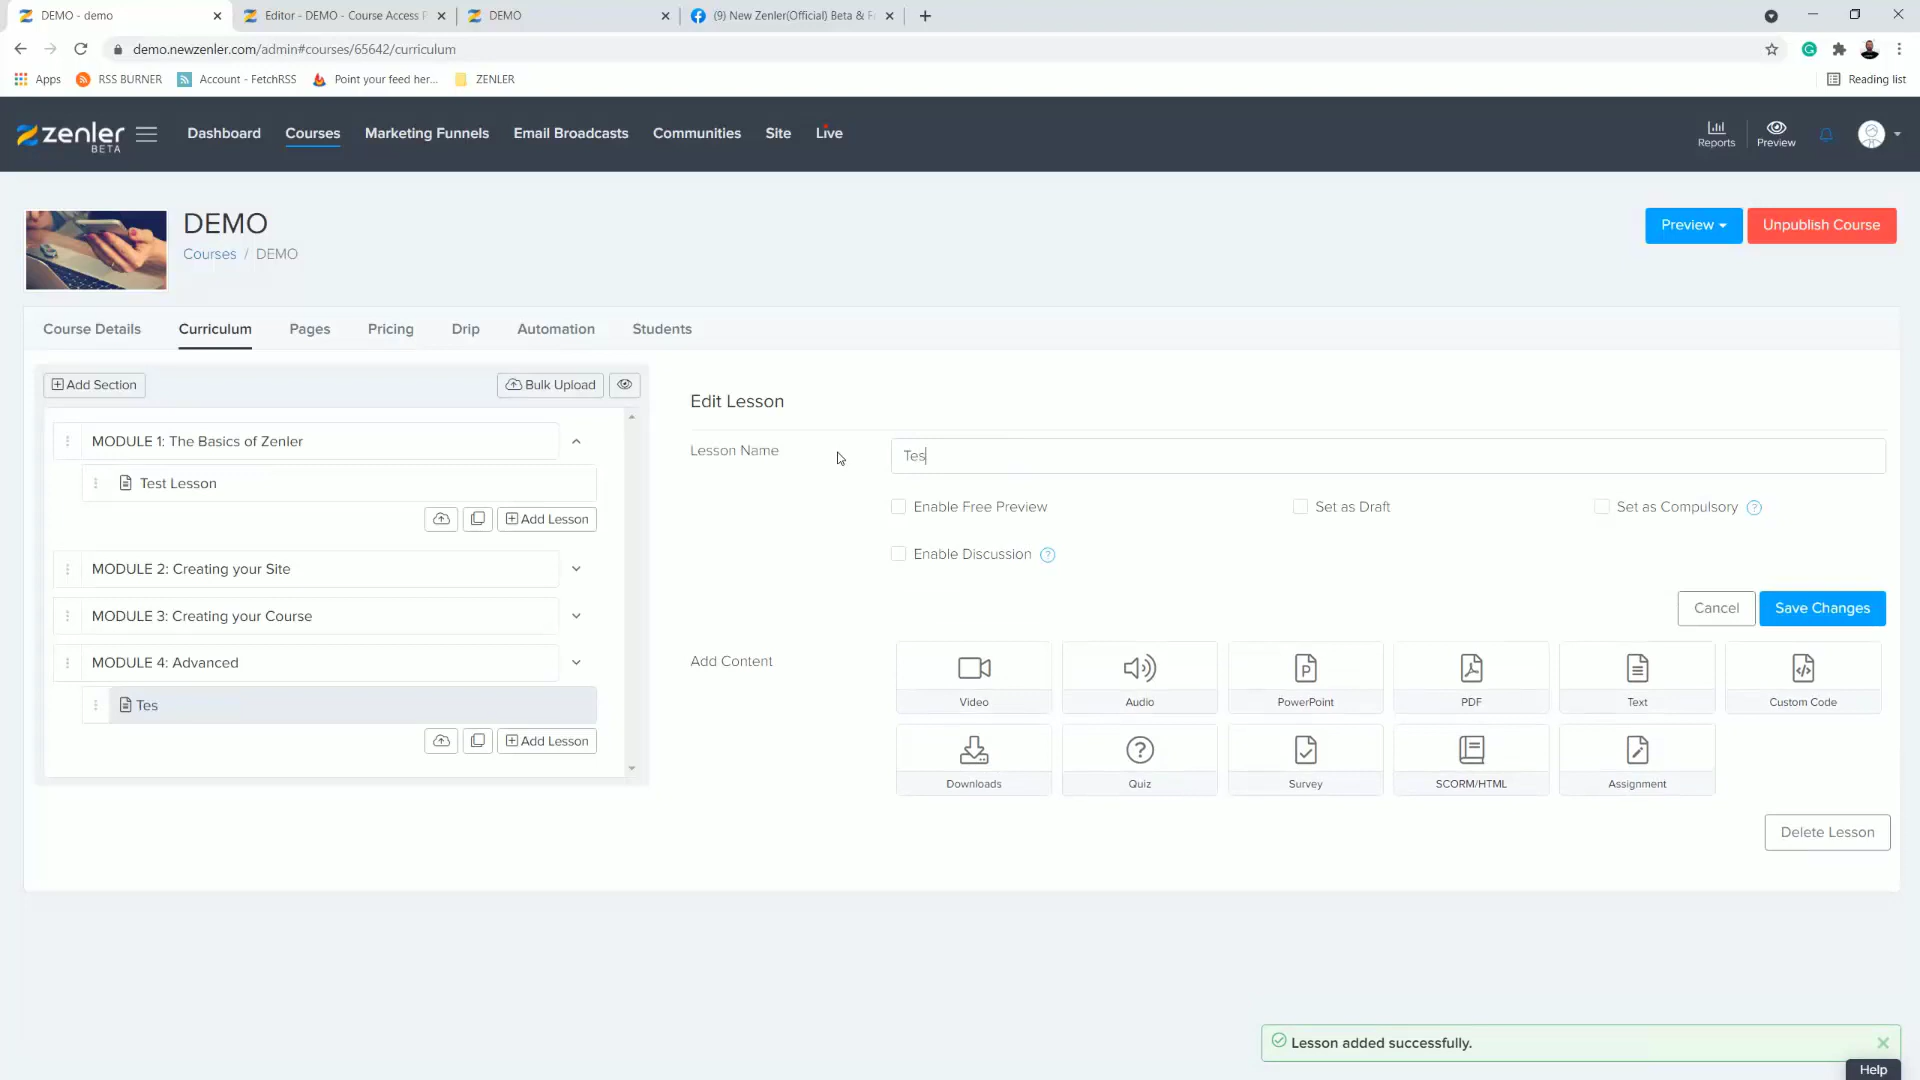 DEMO - demo
Editor - DEMO - Course Access P
DEMO
(9) New Zenler(Official) Beta & F
demo.newzenler.com/admin#courses/65642/curriculum
Apps
RSS BURNER
Account - FetchRSS
Point your feed her...
ZENLER
Reading list
zenler
BETA
Dashboard
Courses
Marketing Funnels
Email Broadcasts
Communities
Site
Live
Reports
Preview
DEMO
Courses / DEMO
Preview
Unpublish Course
Course Details
Curriculum
Pages
Pricing
Drip
Automation
Students
Add Section
Bulk Upload
MODULE 1: The Basics of Zenler
Test Lesson
Add Lesson
MODULE 2: Creating your Site
MODULE 3: Creating your Course
MODULE 4: Advanced
Tes
Add Lesson
Edit Lesson
Lesson Name
Tes
Enable Free Preview
Set as Draft
Set as Compulsory ?
Enable Discussion ?
Cancel
Save Changes
Add Content
Video
Audio
PowerPoint
PDF
Text
Custom Code
Downloads
Quiz
Survey
SCORM/HTML
Assignment
Delete Lesson
Lesson added successfully.
Help